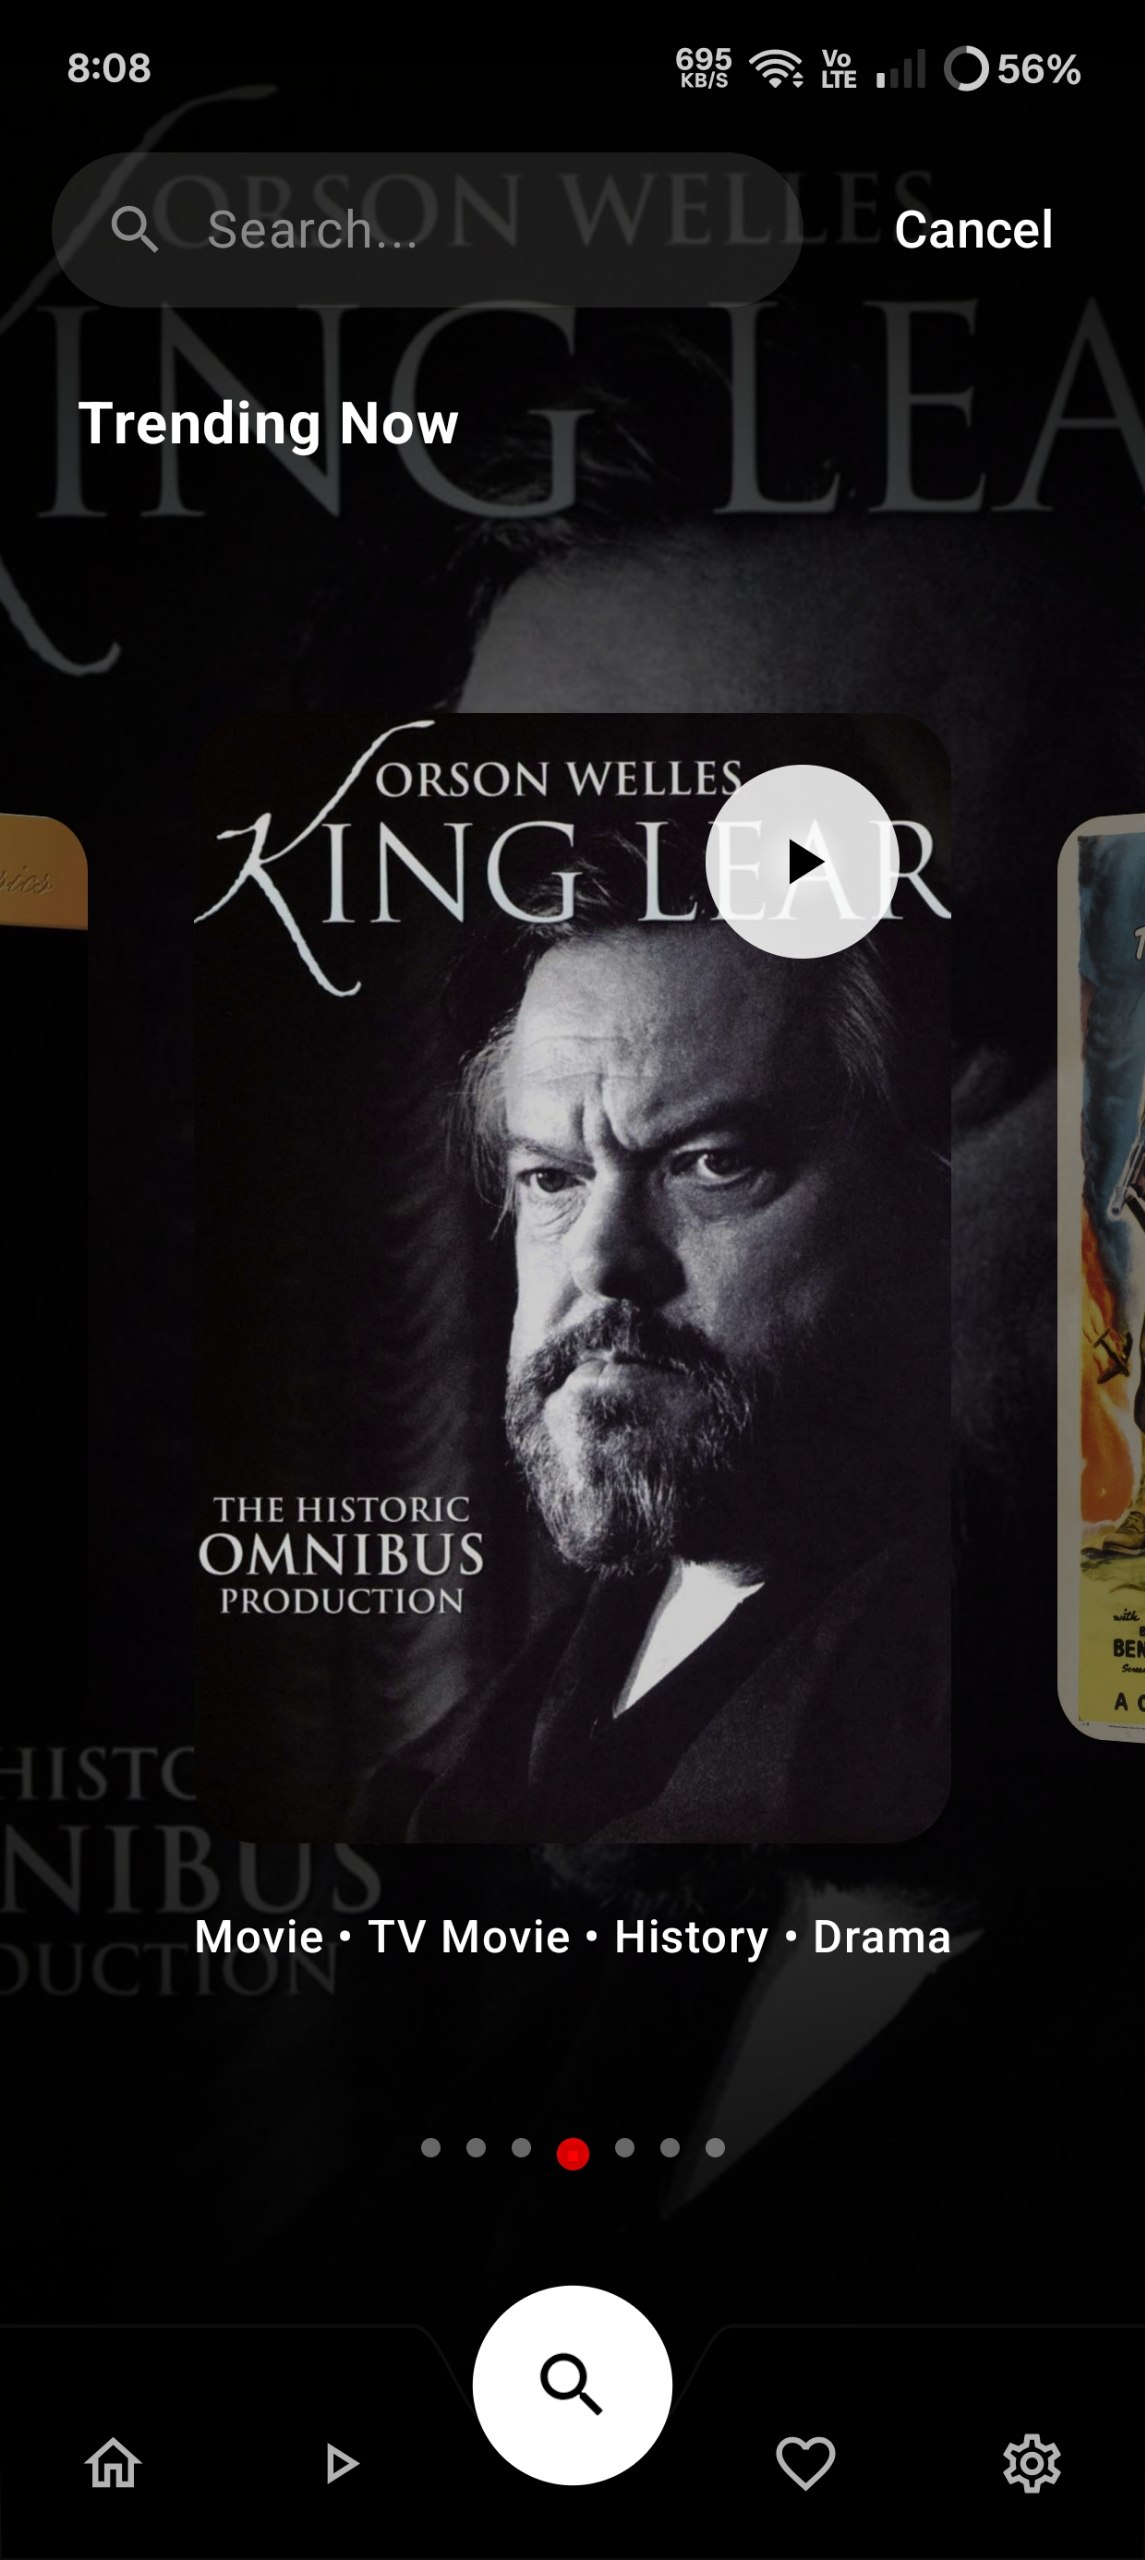 8:08
695
KB/S
Vo
LTE
56%
Search...
Cancel
Trending Now
ORSON WELLES
KING LEAR
THE HISTORIC
OMNIBUS
PRODUCTION
with
A
Movie • TV Movie • History • Drama